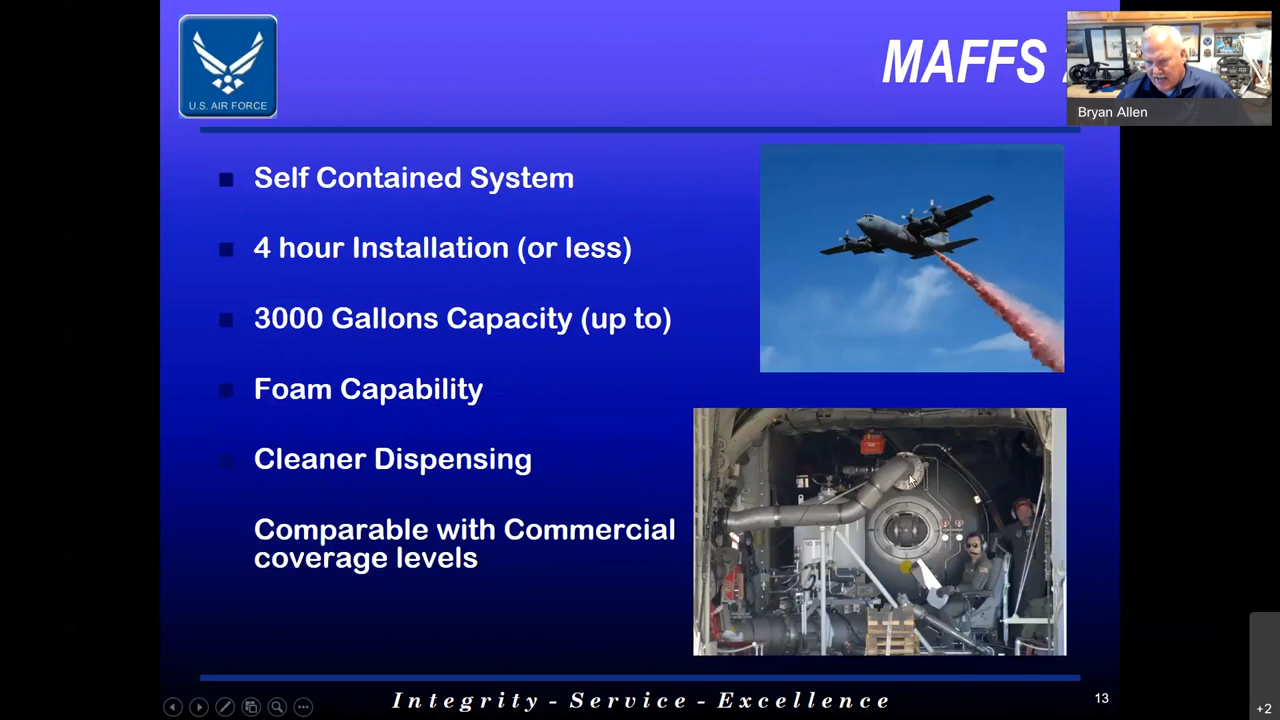 U.S. AIR FORCE
MAFFS
Bryan Allen
Self Contained System
4 hour Installation (or less)
3000 Gallons Capacity (up to)
Foam Capability
Cleaner Dispensing
Comparable with Commercial
coverage levels
Integrity - Service - Excellence
13
+2